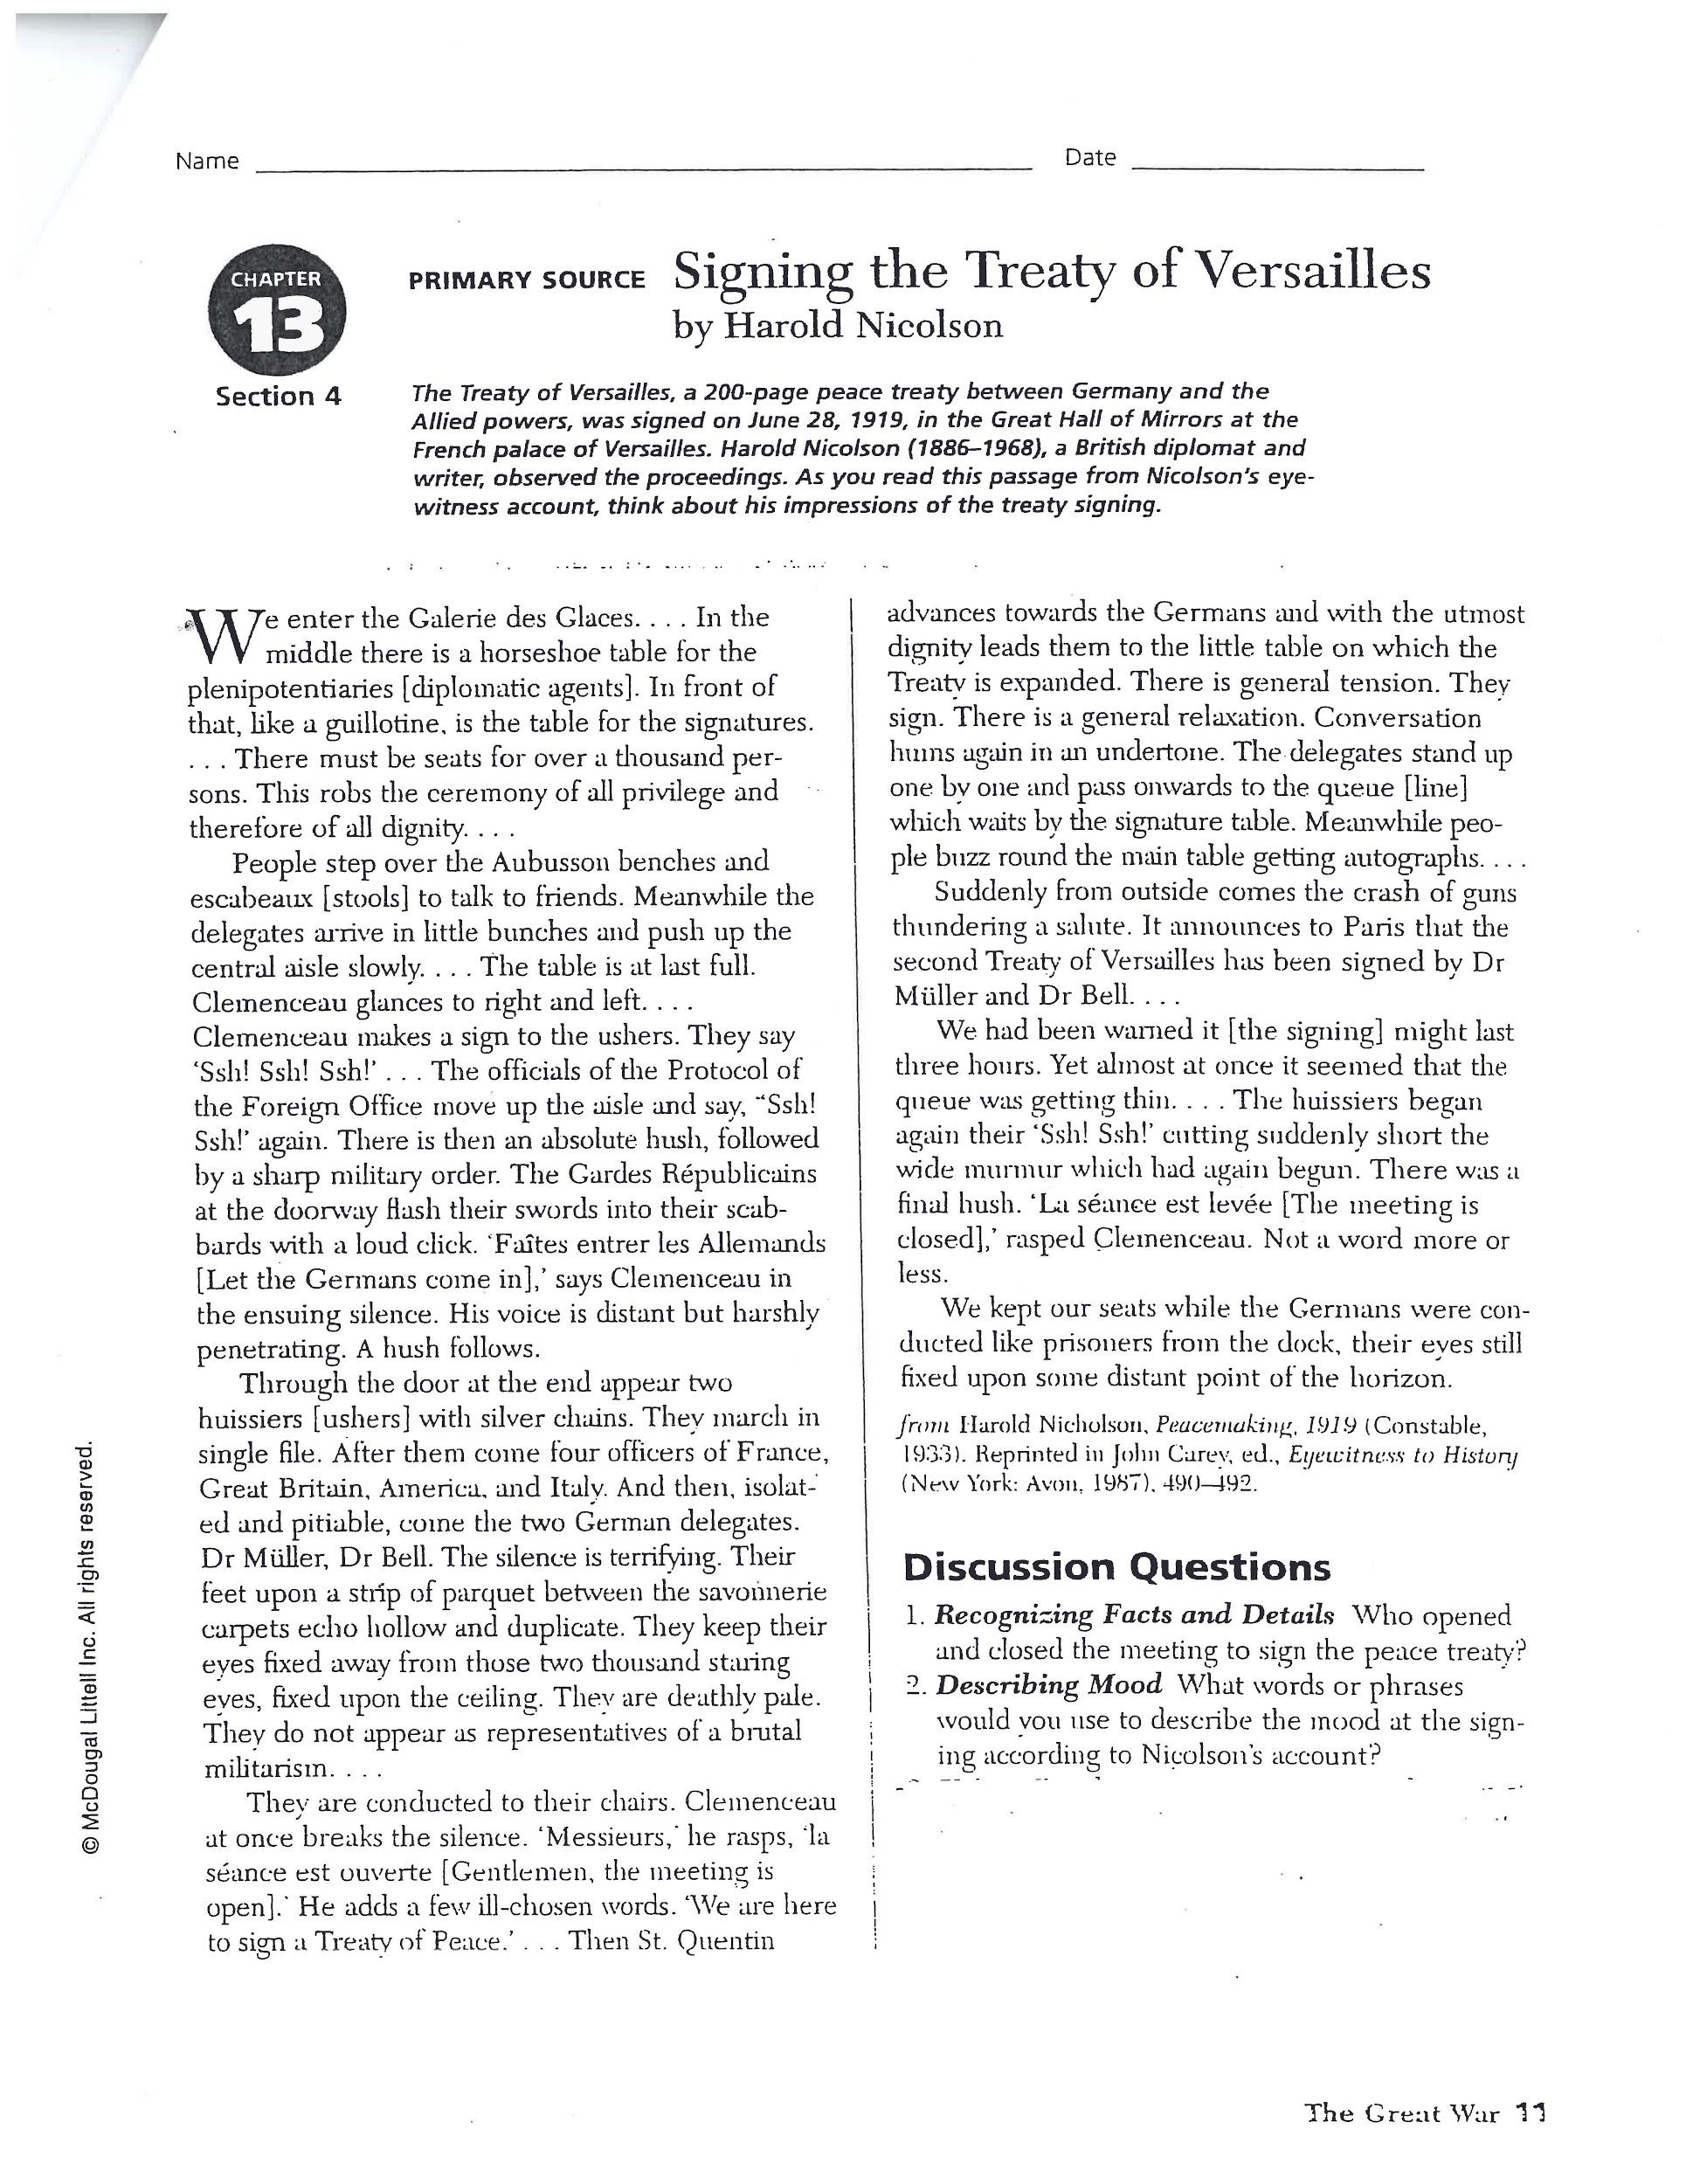 Name
Date
CHAPTER
13
Section 4
PRIMARY SOURCE Signing the Treaty of Versailles
by Harold Nicolson
The Treaty of Versailles, a 200-page peace treaty between Germany and the
Allied powers, was signed on June 28, 1919, in the Great Hall of Mirrors at the
French palace of Versailles. Harold Nicolson (1886–1968), a British diplomat and
writer, observed the proceedings. As you read this passage from Nicolson's eye-
witness account, think about his impressions of the treaty signing.
We enter the Galerie des Glaces. . . . In the
middle there is a horseshoe table for the
plenipotentiaries [diplomatic agents]. In front of
that, like a guillotine, is the table for the signatures.
. . . There must be seats for over a thousand per-
sons. This robs the ceremony of all privilege and
therefore of all dignity. . . .
People step over the Aubusson benches and
escabeaux [stools] to talk to friends. Meanwhile the
delegates arrive in little bunches and push up the
central aisle slowly. . . . The table is at last full.
Clemenceau glances to right and left. . . .
Clemenceau makes a sign to the ushers. They say
'Ssh! Ssh! Ssh!' . . . The officials of the Protocol of
the Foreign Office move up the aisle and say, "Ssh!
Ssh!' again. There is then an absolute hush, followed
by a sharp military order. The Gardes Républicains
at the doorway flash their swords into their scab-
bards with a loud click. 'Faîtes entrer les Allemands
[Let the Germans come in],' says Clemenceau in
the ensuing silence. His voice is distant but harshly
penetrating. A hush follows.
Through the door at the end appear two
huissiers [ushers] with silver chains. They march in
single file. After them come four officers of France,
Great Britain, America, and Italy. And then, isolat-
ed and pitiable, come the two German delegates.
Dr Müller, Dr Bell. The silence is terrifying. Their
feet upon a strip of parquet between the savonnerie
carpets echo hollow and duplicate. They keep their
eyes fixed away from those two thousand staring
eyes, fixed upon the ceiling. They are deathly pale.
They do not appear as representatives of a brutal
militarism. . . .
They are conducted to their chairs. Clemenceau
at once breaks the silence. 'Messieurs,' he rasps, 'la
séance est ouverte [Gentlemen, the meeting is
open].' He adds a few ill-chosen words. 'We are here
to sign a Treaty of Peace.' . . . Then St. Quentin
advances towards the Germans and with the utmost
dignity leads them to the little table on which the
Treaty is expanded. There is general tension. They
sign. There is a general relaxation. Conversation
hums again in an undertone. The delegates stand up
one by one and pass onwards to the queue [line]
which waits by the signature table. Meanwhile peo-
ple buzz round the main table getting autographs. . . .
Suddenly from outside comes the crash of guns
thundering a salute. It announces to Paris that the
second Treaty of Versailles has been signed by Dr
Müller and Dr Bell. . . .
We had been warned it [the signing] might last
three hours. Yet almost at once it seemed that the
queue was getting thin. . . . The huissiers began
again their 'Ssh! Ssh!' cutting suddenly short the
wide murmur which had again begun. There was a
final hush. 'La séance est levée [The meeting is
closed],' rasped Clemenceau. Not a word more or
less.
We kept our seats while the Germans were con-
ducted like prisoners from the dock, their eyes still
fixed upon some distant point of the horizon.
from Harold Nicholson, Peacemaking, 1919 (Constable,
1933). Reprinted in John Carey, ed., Eyewitness to History
(New York: Avon, 1987), 490–492.
Discussion Questions
1. Recognizing Facts and Details Who opened
and closed the meeting to sign the peace treaty?
2. Describing Mood What words or phrases
would you use to describe the mood at the sign-
ing according to Nicolson's account?
© McDougal Littell Inc. All rights reserved.
The Great War 11